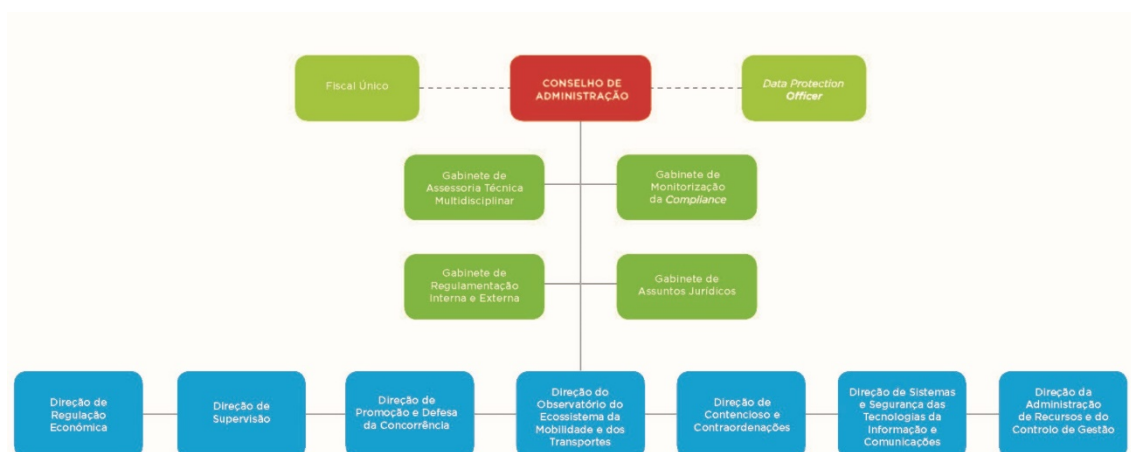 Fiscal Único
CONSELHO DE
ADMINISTRAÇÃO
Data Protection
Officer
Gabinete de
Assessoria Técnica
Multidisciplinar
Gabinete de
Monitorização
da Compliance
Gabinete de
Regulamentação
Interna e Externa
Gabinete de
Assuntos Jurídicos
Direção de
Regulação
Económica
Direção de
Supervisão
Direção de
Promoção e Defesa
da Concorrência
Direção do
Observatório do
Ecossistema da
Mobilidade e dos
Transportes
Direção de
Contencioso e
Contraordenações
Direção de Sistemas
e Segurança das
Tecnologias da
Informação e
Comunicações
Direção da
Administração
de Recursos e do
Controlo de Gestão